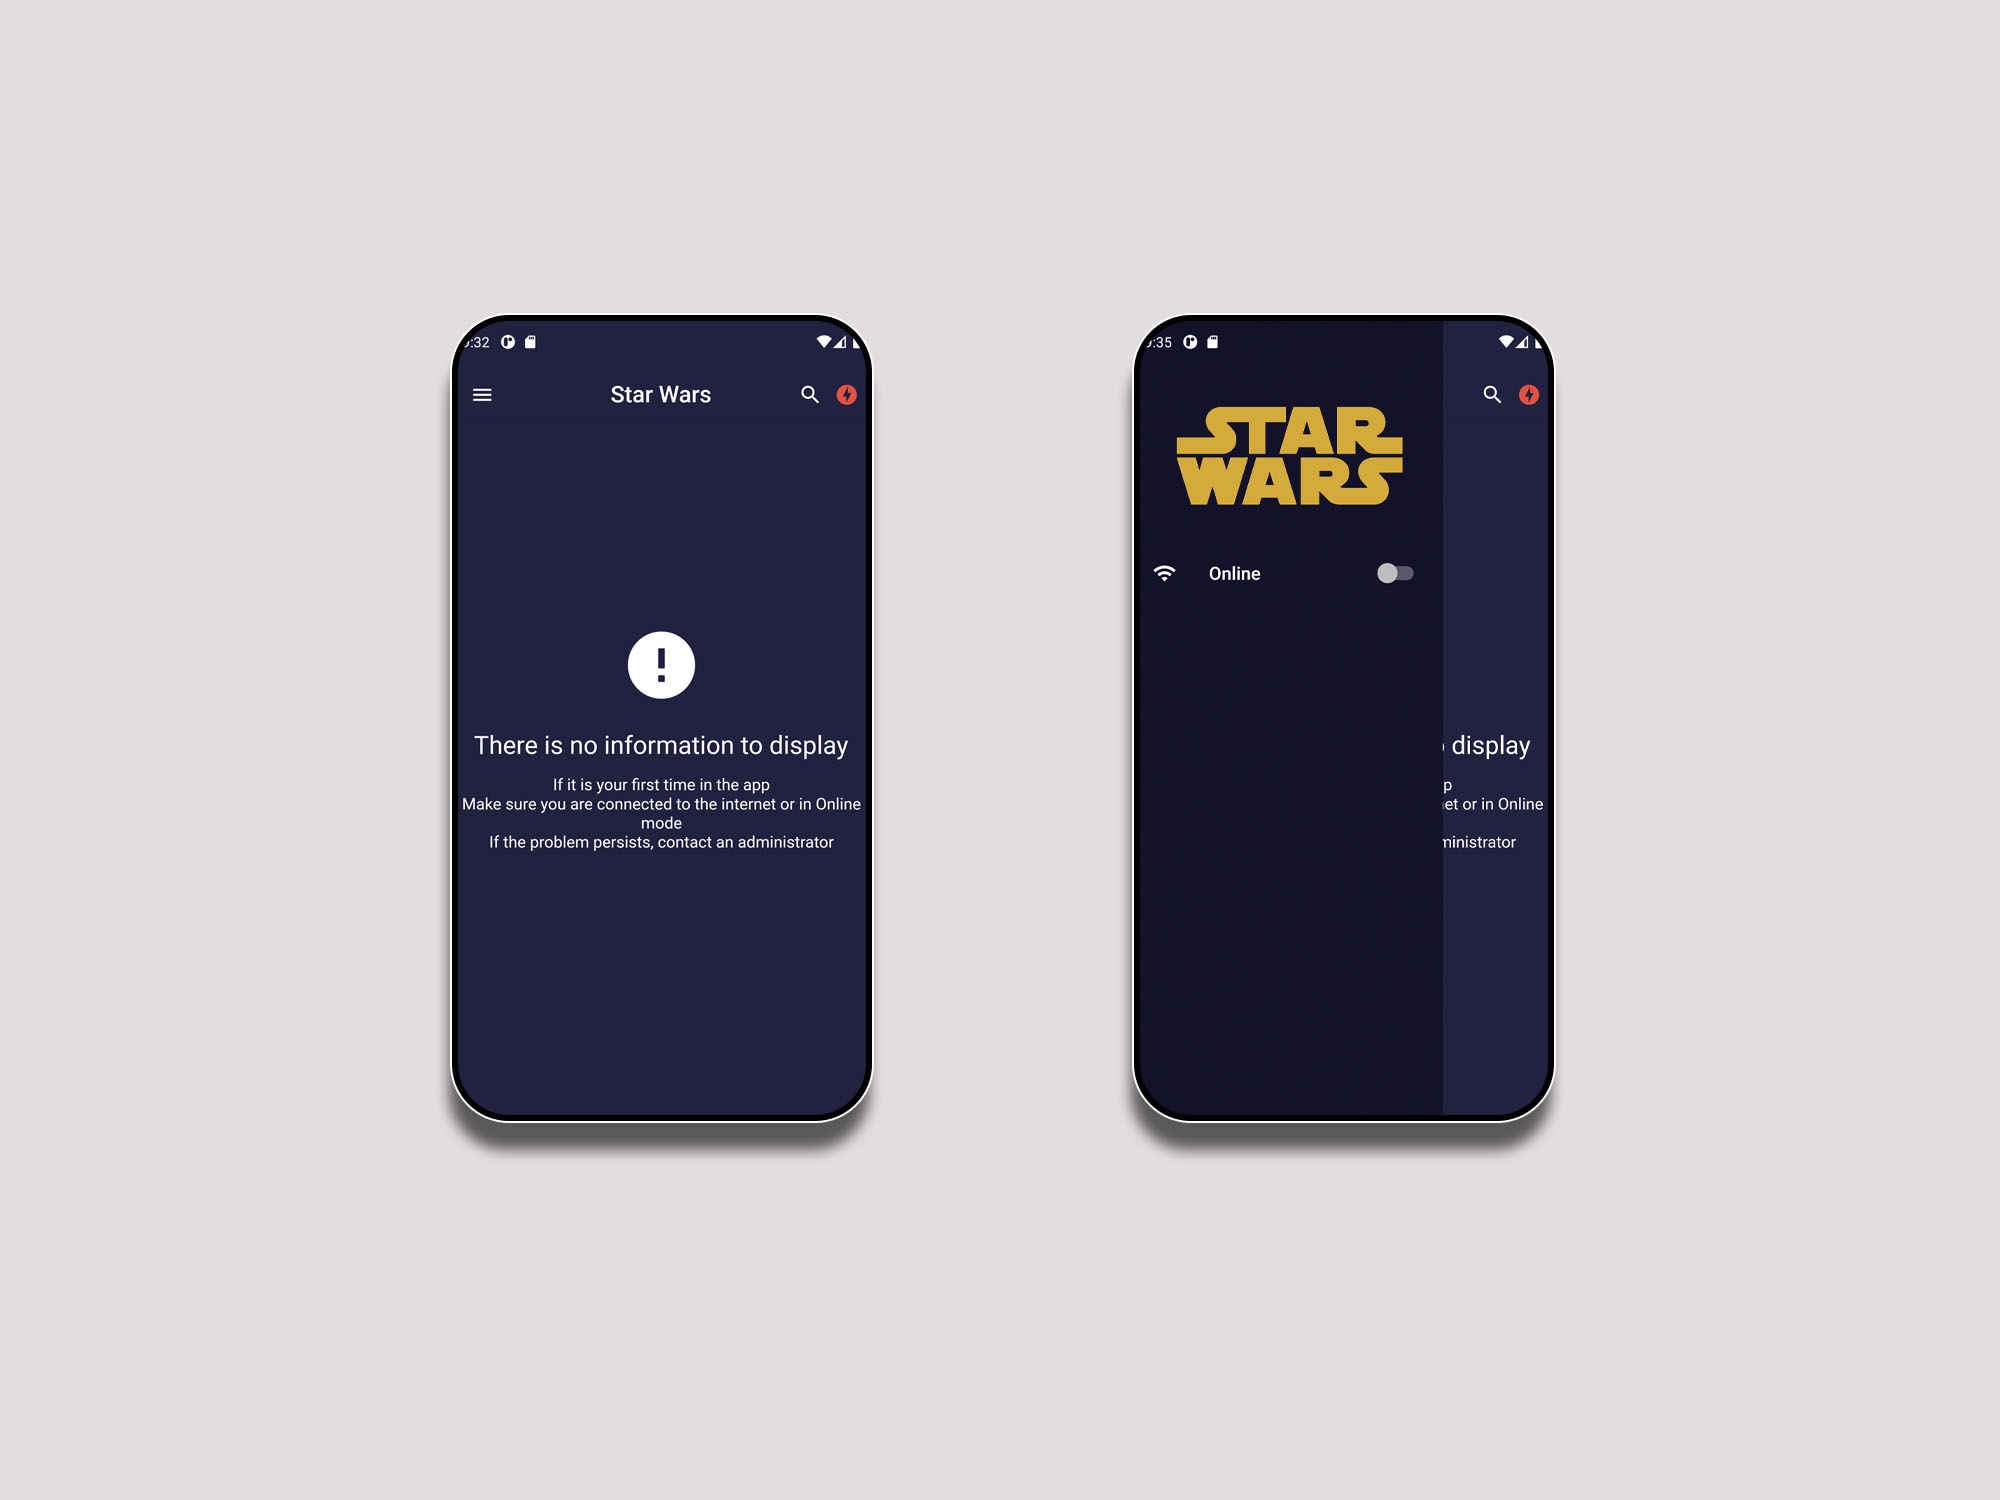 :32
Star Wars
There is no information to display
If it is your first time in the app
Make sure you are connected to the internet or in Online
mode
If the problem persists, contact an administrator
:35
STAR
WARS
Online
display
p
et or in Online
ministrator